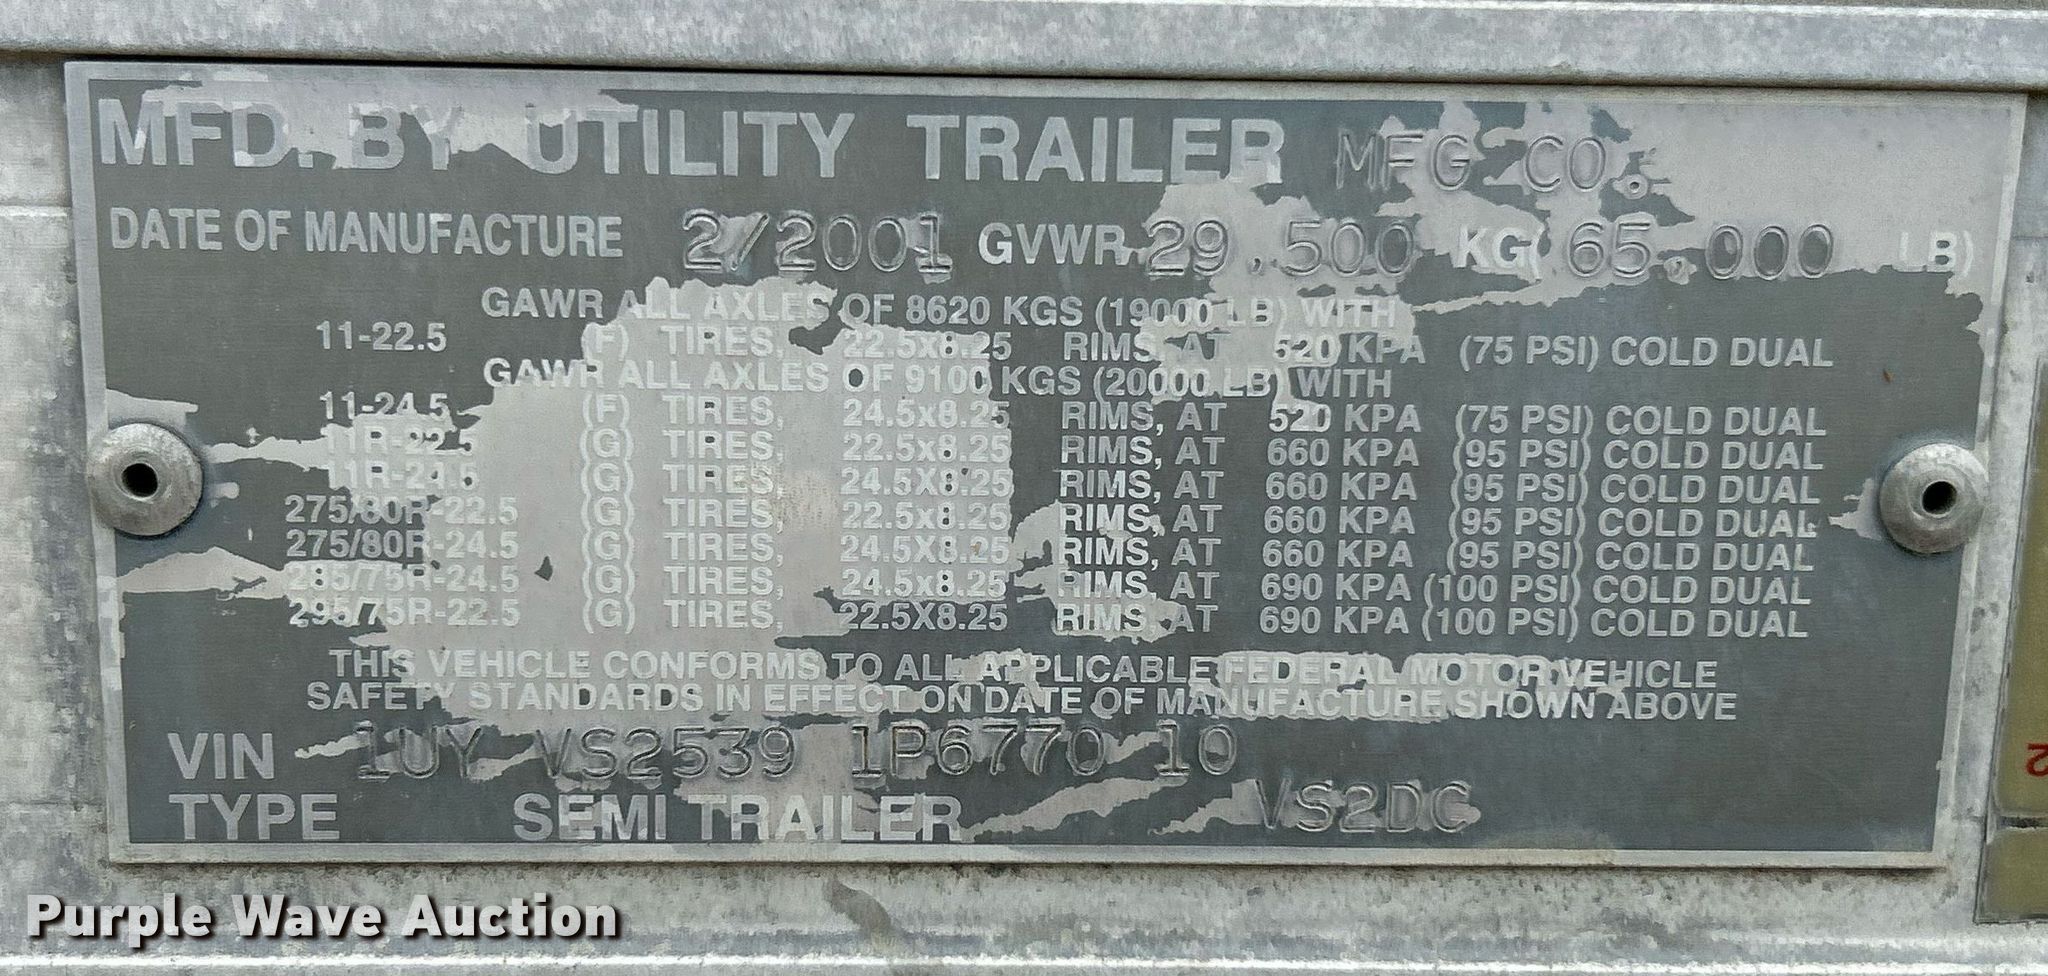 MFD. BY UTILITY TRAILER MFG CO.
DATE OF MANUFACTURE 2/2001 GVWR 29,500 KG( 65,000 LB)
GAWR ALL AXLES OF 8620 KGS (19000 LB) WITH
11-22.5 (F) TIRES, 22.5x8.25 RIMS, AT 520 KPA (75 PSI) COLD DUAL
GAWR ALL AXLES OF 9100 KGS (20000 LB) WITH
11-24.5 (F) TIRES, 24.5x8.25 RIMS, AT 520 KPA (75 PSI) COLD DUAL
11R-22.5 (G) TIRES, 22.5x8.25 RIMS, AT 660 KPA (95 PSI) COLD DUAL
11R-24.5 (G) TIRES, 24.5x8.25 RIMS, AT 660 KPA (95 PSI) COLD DUAL
275/80R-22.5 (G) TIRES, 22.5x8.25 RIMS, AT 660 KPA (95 PSI) COLD DUAL
275/80R-24.5 (G) TIRES, 24.5x8.25 RIMS, AT 660 KPA (95 PSI) COLD DUAL
285/75R-24.5 (G) TIRES, 24.5x8.25 RIMS, AT 690 KPA (100 PSI) COLD DUAL
295/75R-22.5 (G) TIRES, 22.5X8.25 RIMS, AT 690 KPA (100 PSI) COLD DUAL
THIS VEHICLE CONFORMS TO ALL APPLICABLE FEDERAL MOTOR VEHICLE
SAFETY STANDARDS IN EFFECT ON DATE OF MANUFACTURE SHOWN ABOVE
VIN 1UY VS2539 1P6770 10
TYPE SEMI TRAILER VS2DC
2
Purple Wave Auction